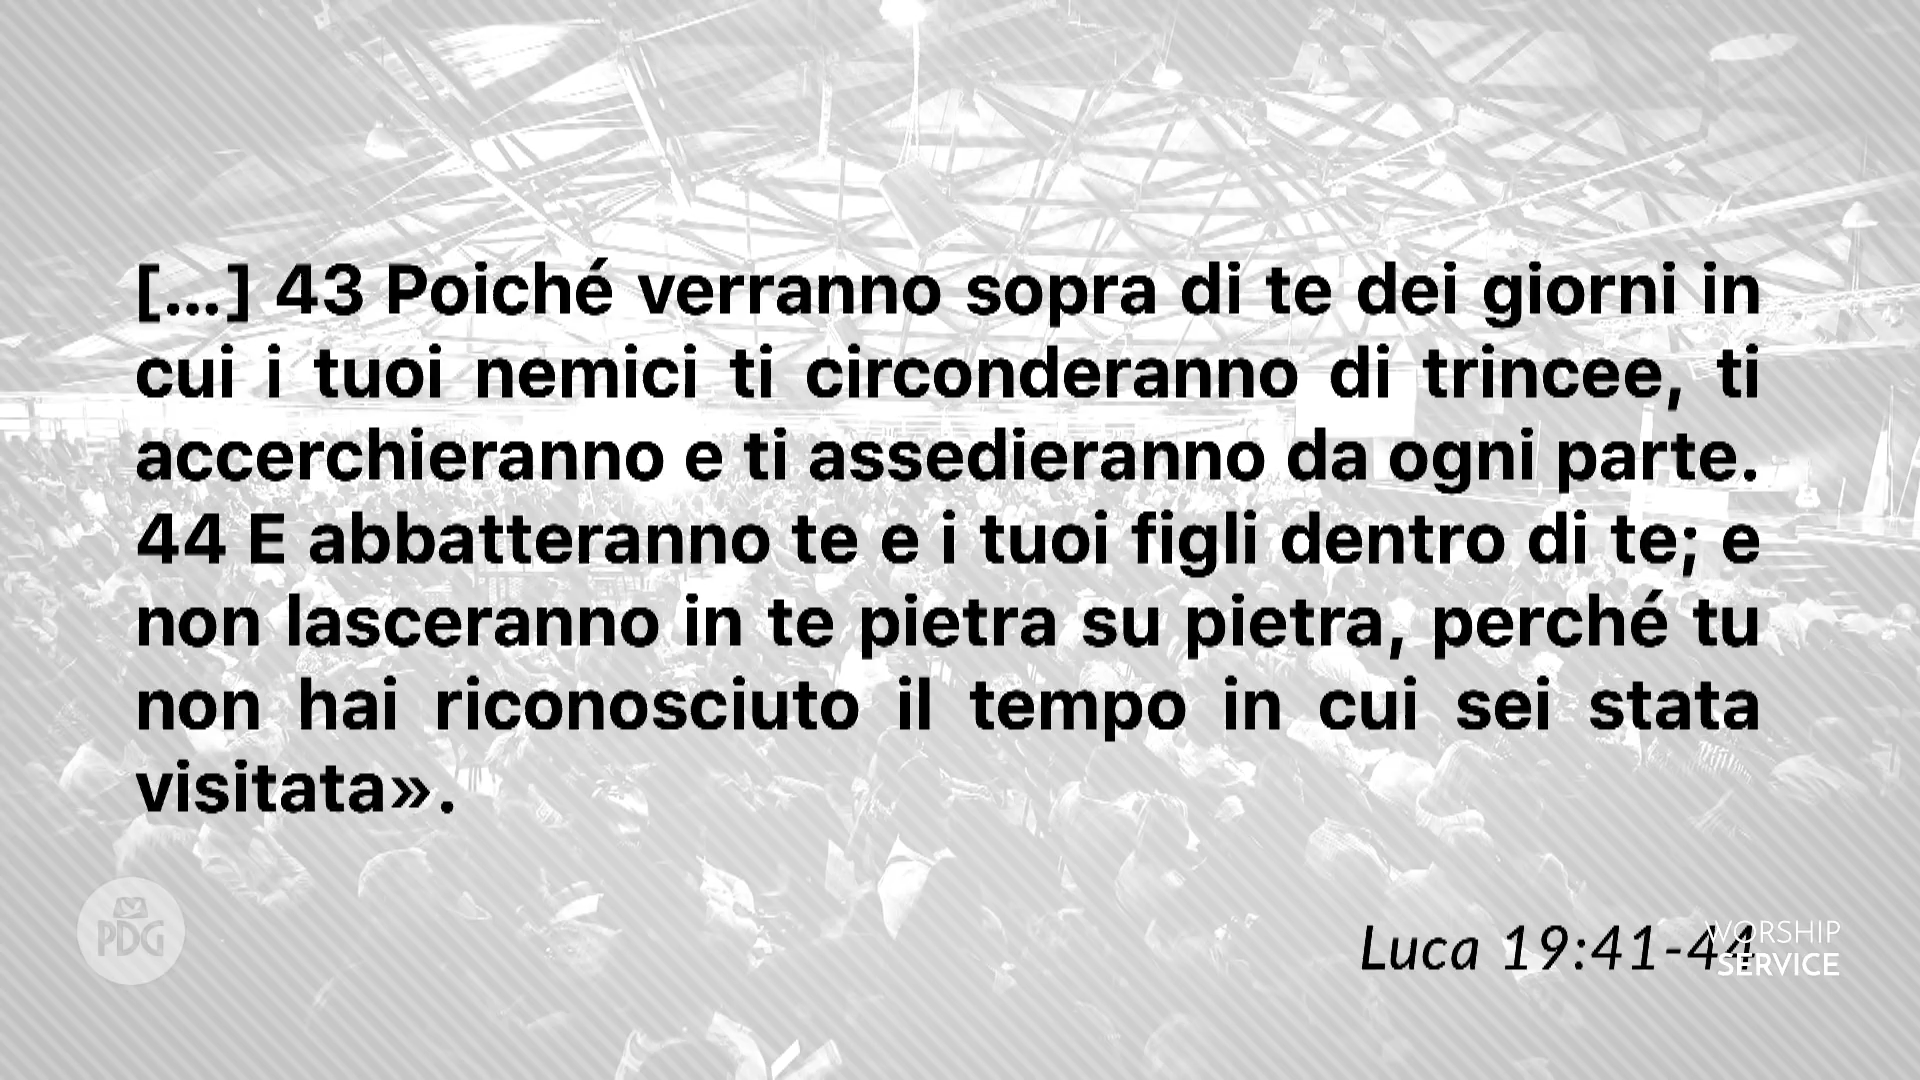 [...] 43 Poiché verranno sopra di te dei giorni in
cui i tuoi nemici ti circonderanno di trincee, ti
accerchieranno e ti assedieranno da ogni parte.
44 E abbatteranno te e i tuoi figli dentro di te; e
non lasceranno in te pietra su pietra, perché tu
non hai riconosciuto il tempo in cui sei stata
visitata».
PDG
Luca 19:41-44
WORSHIP
SERVICE